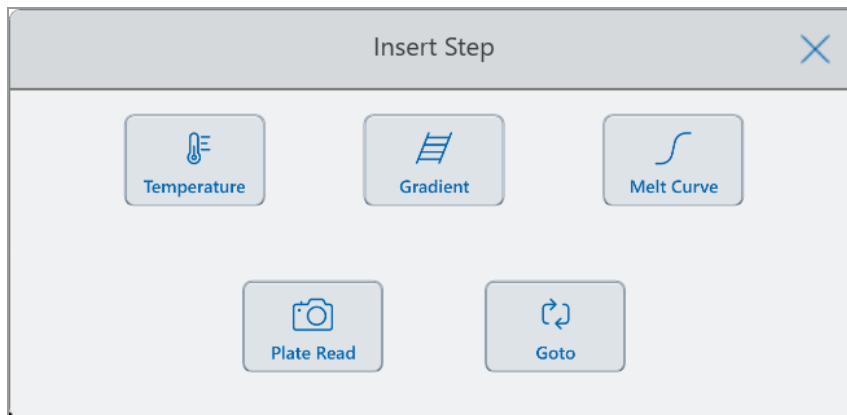 Insert Step
Temperature
Gradient
Melt Curve
Plate Read
Goto